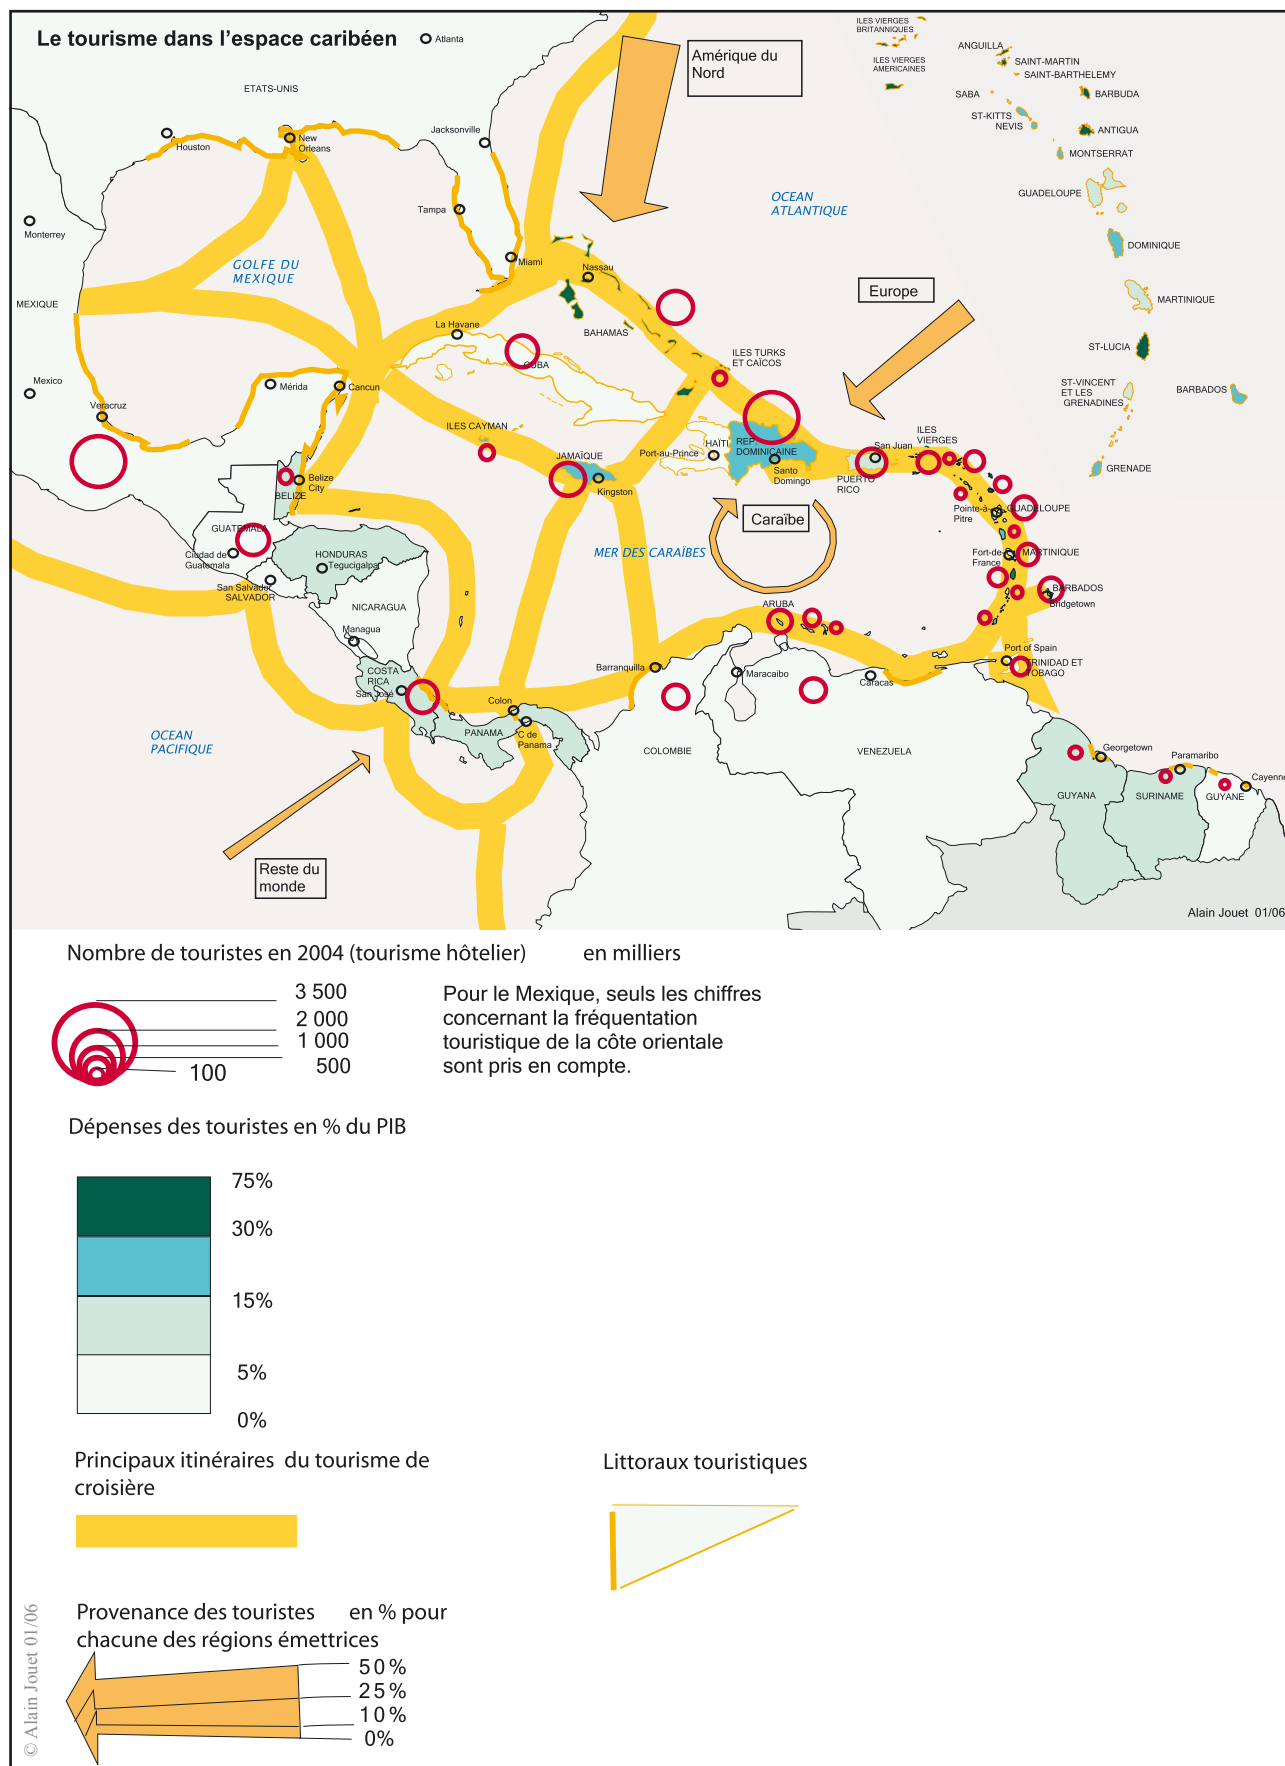 Le tourisme dans l'espace caribéen
Atlanta
Amérique du
Nord
ILES VIERGES
BRITANNIQUES
ILES VIERGES
AMERICAINES
ANGUILLA
SAINT-MARTIN
SAINT-BARTHELEMY
SABA
BARBUDA
ST-KITTS
NEVIS
ANTIGUA
MONTSERRAT
GUADELOUPE
DOMINIQUE
MARTINIQUE
ST-LUCIA
ST-VINCENT
ET LES
GRENADINES
BARBADOS
GRENADE
ETATS-UNIS
Houston
New
Orleans
Jacksonville
Tampa
Miami
Monterrey
GOLFE DU
MEXIQUE
OCEAN
ATLANTIQUE
Nassau
Europe
MEXIQUE
BAHAMAS
La Havane
CUBA
ILES TURKS
ET CAÏCOS
Mexico
Mérida
Cancun
Veracruz
ILES CAYMAN
JAMAÏQUE
Kingston
HAÏTI
Port-au-Prince
REP.
DOMINICAINE
Santo
Domingo
San Juan
PUERTO
RICO
ILES
VIERGES
Belize
City
BELIZE
Pointe-à-
Pitre
GUADELOUPE
Caraïbe
GUATEMALA
Ciudad de
Guatemala
HONDURAS
Tegucigalpa
MER DES CARAÏBES
Fort-de-
France
MARTINIQUE
San Salvador
SALVADOR
NICARAGUA
Managua
ARUBA
BARBADOS
Bridgetown
COSTA
RICA
San José
Barranquilla
Maracaibo
Caracas
Port of Spain
TRINIDAD ET
TOBAGO
Colon
PANAMA
C de
Panama
OCEAN
PACIFIQUE
COLOMBIE
VENEZUELA
Georgetown
Paramaribo
Cayenne
GUYANA
SURINAME
GUYANE
Reste du
monde
Alain Jouet 01/06
Nombre de touristes en 2004 (tourisme hôtelier) en milliers
3 500
2 000
1 000
500
100
Pour le Mexique, seuls les chiffres
concernant la fréquentation
touristique de la côte orientale
sont pris en compte.
Dépenses des touristes en % du PIB
75%
30%
15%
5%
0%
Principaux itinéraires du tourisme de
croisière
Littoraux touristiques
Provenance des touristes en % pour
chacune des régions émettrices
50%
25%
10%
0%
© Alain Jouet 01/06